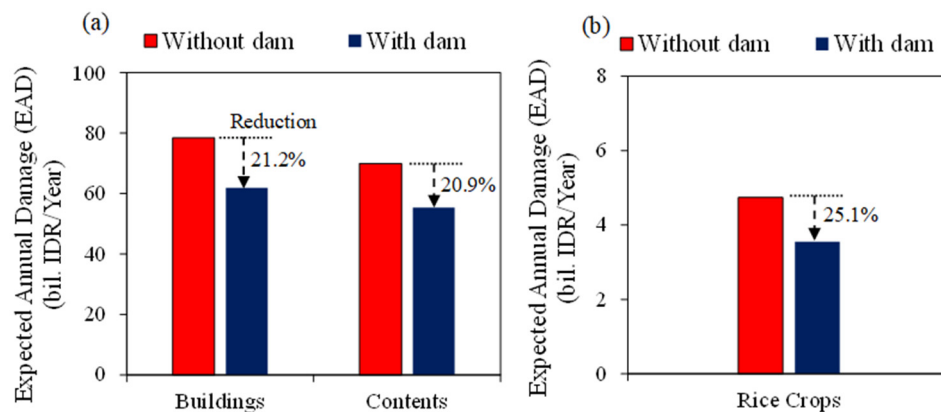 (a)
Without dam
With dam
Expected Annual Damage (EAD)
(bil. IDR/Year)
100
80
60
40
20
0
Reduction
21.2%
20.9%
Buildings
Contents
(b)
Without dam
With dam
Expected Annual Damage (EAD)
(bil. IDR/Year)
8
6
4
2
0
25.1%
Rice Crops